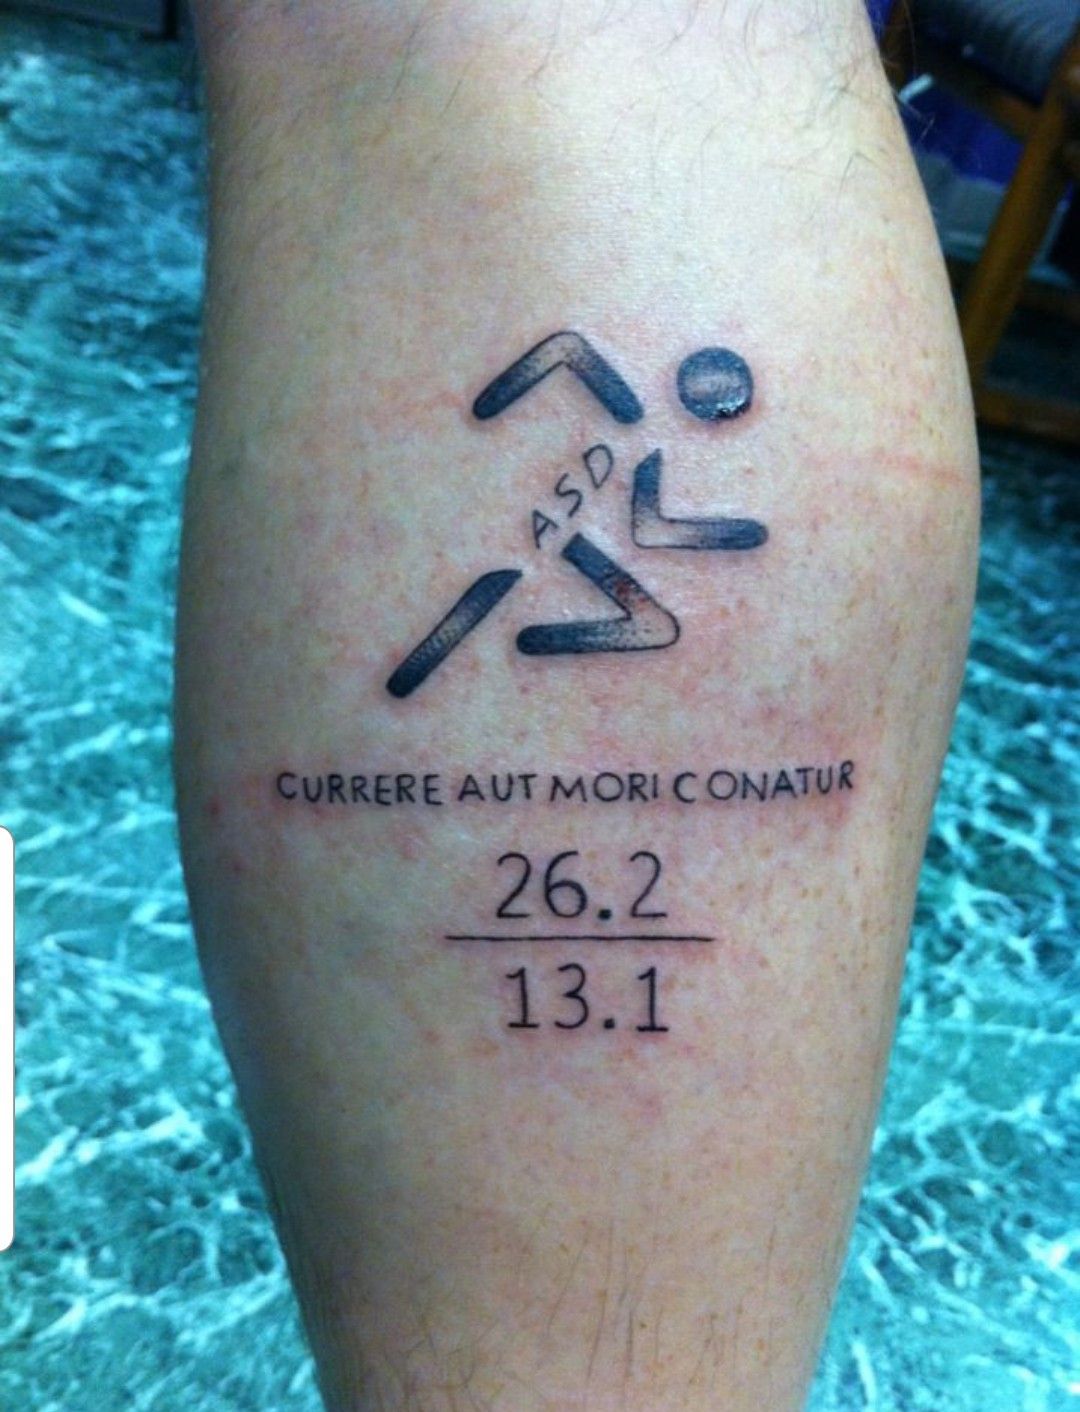 ASD
CURRERE AUT MORI CONATUR
26.2
13.1